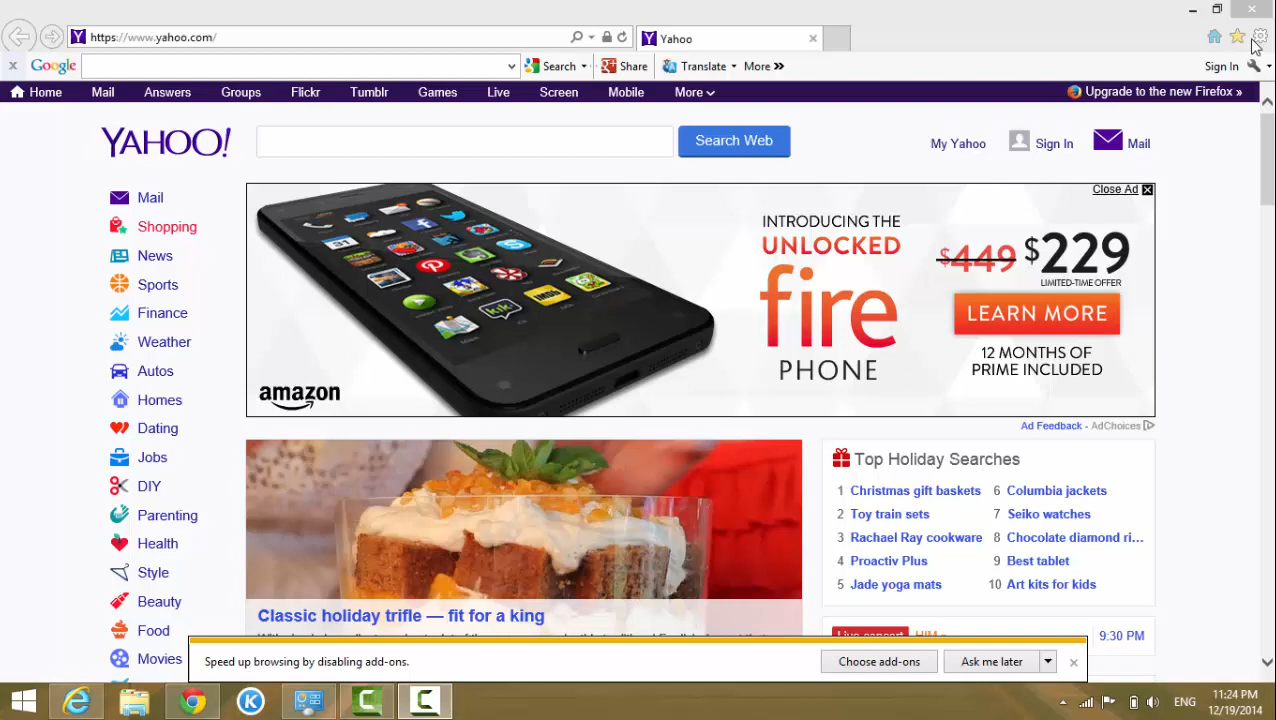 https://www.yahoo.com/
Yahoo
x Google Search Share Translate More » Sign In
Home Mail Answers Groups Flickr Tumblr Games Live Screen Mobile More Upgrade to the new Firefox »
YAHOO! Search Web My Yahoo Sign In Mail
Mail
Shopping
News
Sports
Finance
Weather
Autos
Homes
Dating
Jobs
DIY
Parenting
Health
Style
Beauty
Food
Movies
Close Ad
INTRODUCING THE
UNLOCKED
fire
PHONE
$449 $229
LIMITED-TIME OFFER
LEARN MORE
12 MONTHS OF
PRIME INCLUDED
amazon
Ad Feedback - AdChoices
Classic holiday trifle — fit for a king
Top Holiday Searches
1 Christmas gift baskets
2 Toy train sets
3 Rachael Ray cookware
4 Proactiv Plus
5 Jade yoga mats
6 Columbia jackets
7 Seiko watches
8 Chocolate diamond ri...
9 Best tablet
10 Art kits for kids
Live concert HIM 9:30 PM
Speed up browsing by disabling add-ons. Choose add-ons Ask me later
ENG
11:24 PM
12/19/2014